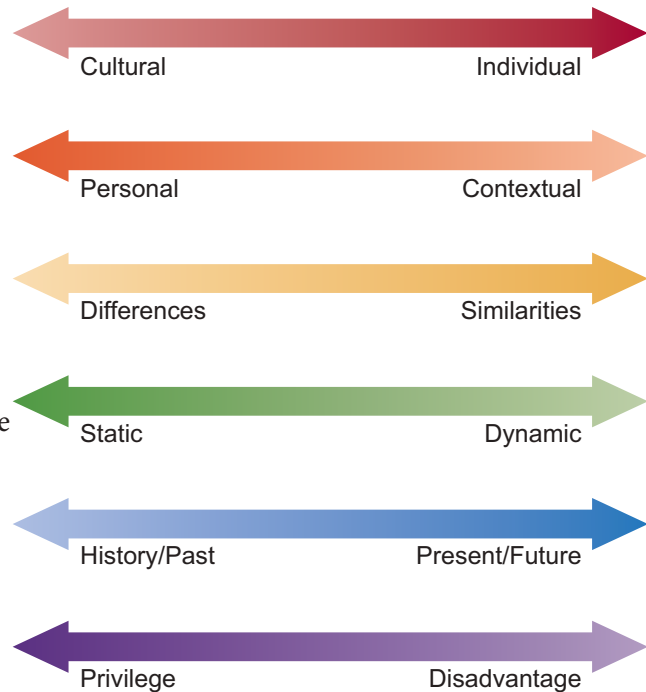 Cultural Individual
Personal Contextual
Differences Similarities
e
Static Dynamic
History/Past Present/Future
Privilege Disadvantage